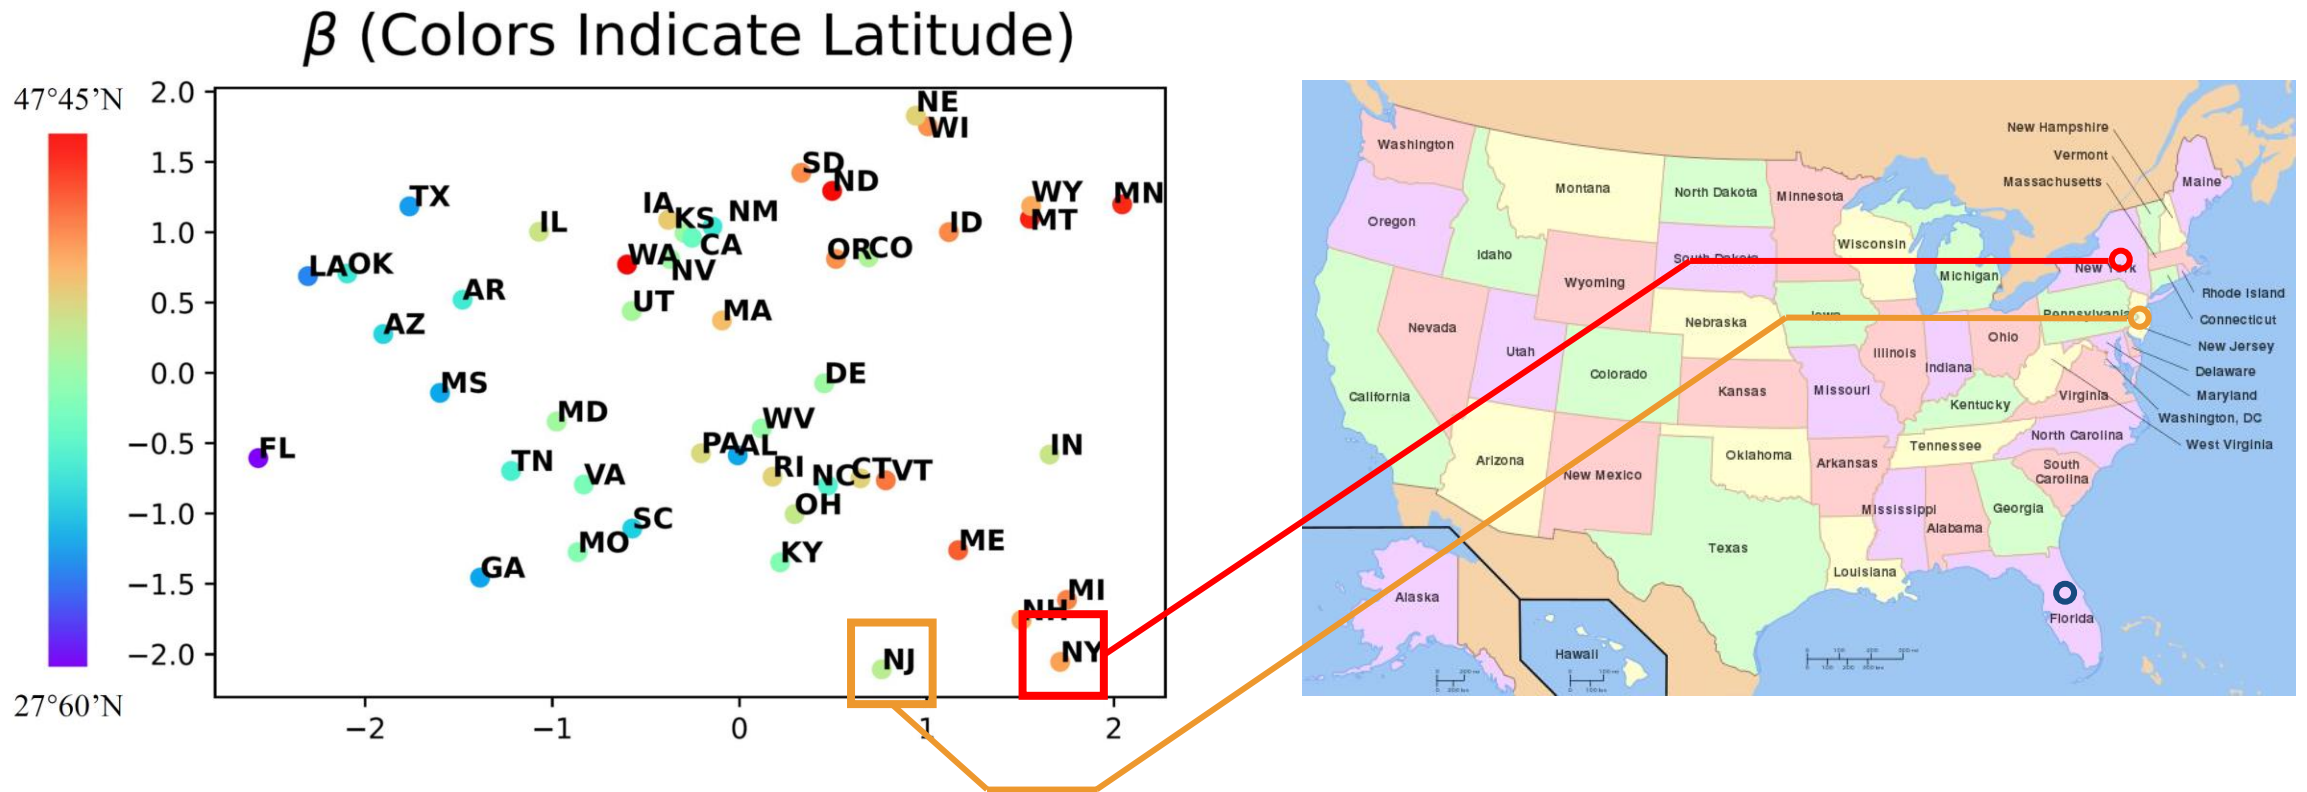 β (Colors Indicate Latitude)
47°45'N
27°60'N
2.0
1.5
1.0
0.5
0.0
−0.5
−1.0
−1.5
−2.0
−2
−1
0
1
2
NE
WI
SD
ND
TX
WY
MN
MT
IA
KS
NM
IL
ID
CA
WA
NV
OR
CO
LA
OK
AR
UT
MA
AZ
MS
DE
MD
WV
FL
PA
AL
IN
TN
VA
RI
NC
CT
VT
OH
SC
MO
KY
ME
GA
MI
NH
NJ
NY
Washington
Oregon
California
Nevada
Idaho
Montana
Wyoming
Utah
Arizona
Colorado
New Mexico
North Dakota
South Dakota
Nebraska
Kansas
Oklahoma
Texas
Minnesota
Iowa
Missouri
Arkansas
Louisiana
Wisconsin
Illinois
Michigan
Indiana
Ohio
Kentucky
Tennessee
Mississippi
Alabama
Georgia
Florida
South
Carolina
North Carolina
Virginia
Pennsylvania
New York
Maine
New Hampshire
Vermont
Massachusetts
Rhode Island
Connecticut
New Jersey
Delaware
Maryland
Washington, DC
West Virginia
Alaska
Hawaii